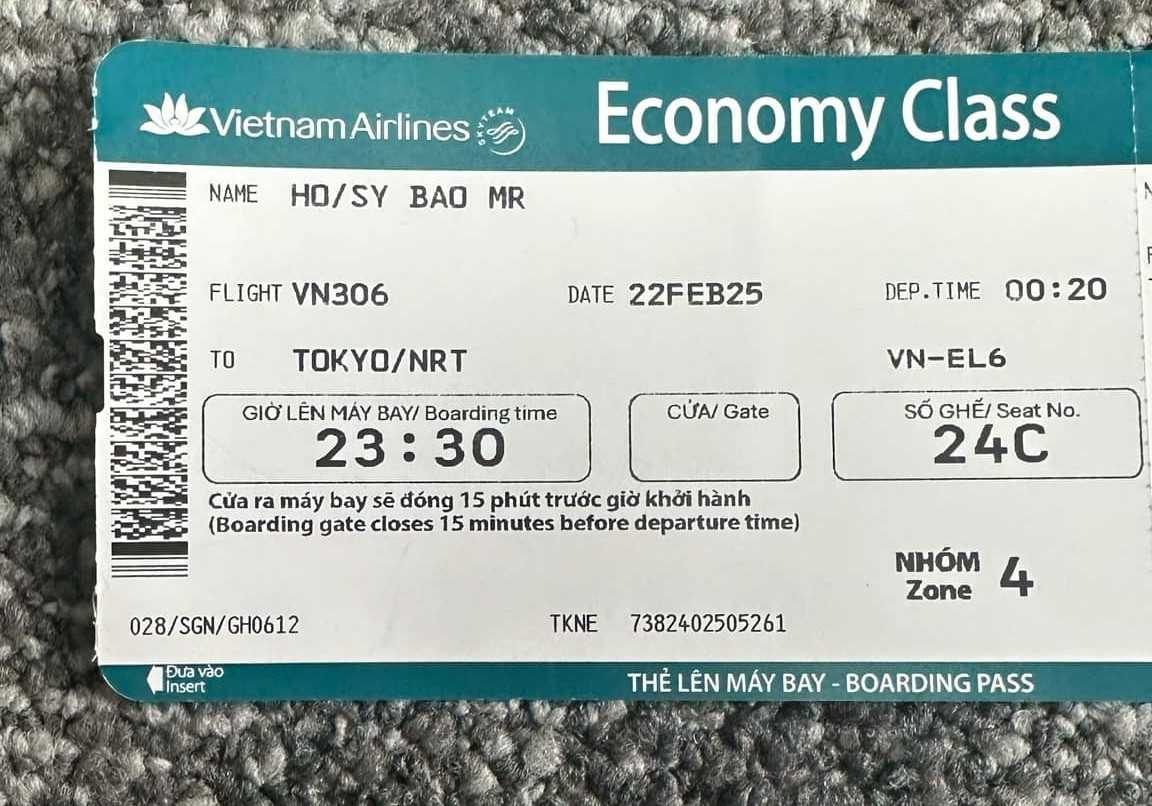 Vietnam Airlines SKYTEAM Economy Class
NAME HO/SY BAO MR
FLIGHT VN306 DATE 22FEB25 DEP.TIME 00:20
TO TOKYO/NRT VN-EL6
GIỜ LÊN MÁY BAY/ Boarding time CỬA/ Gate SỐ GHẾ/ Seat No.
23:30 24C
Cửa ra máy bay sẽ đóng 15 phút trước giờ khởi hành
(Boarding gate closes 15 minutes before departure time)
NHÓM
Zone 4
028/SGN/GH0612 TKNE 7382402505261
Đưa vào
Insert
THẺ LÊN MÁY BAY - BOARDING PASS